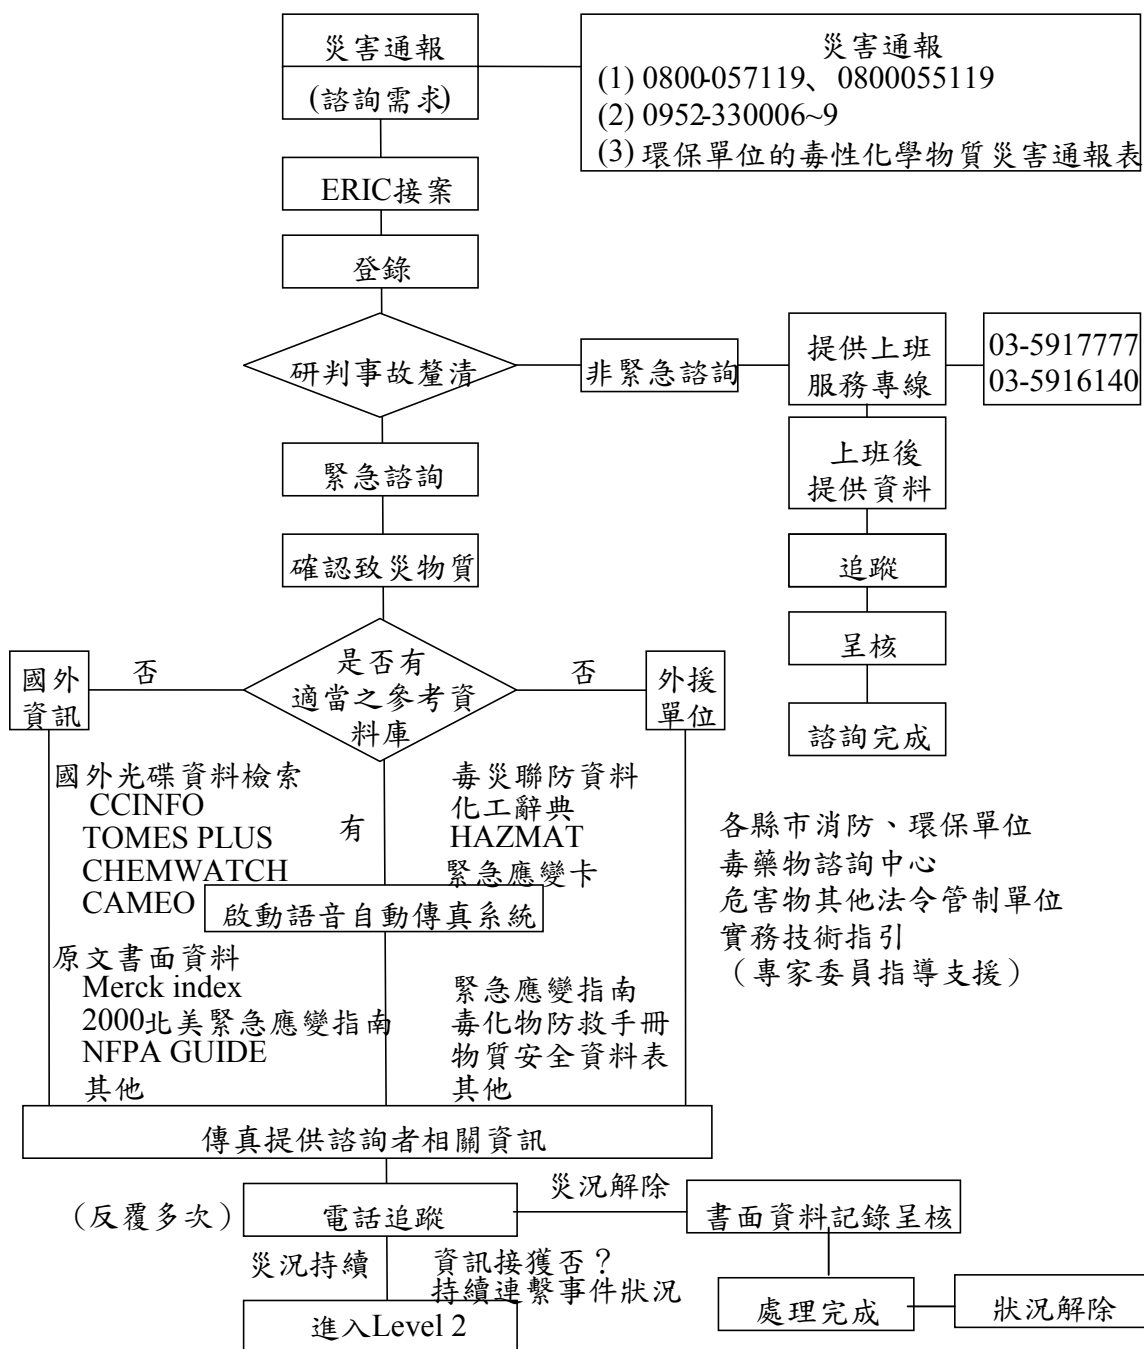 災害通報
(諮詢需求)
災害通報
(1) 0800-057119、0800055119
(2) 0952-330006~9
(3) 環保單位的毒性化學物質災害通報表
ERIC接案
登錄
研判事故釐清
非緊急諮詢
提供上班
服務專線
03-5917777
03-5916140
緊急諮詢
上班後
提供資料
確認致災物質
追蹤
呈核
諮詢完成
國外
資訊
否
是否有
適當之參考資
料庫
否
外援
單位
國外光碟資料檢索
CCINFO
TOMES PLUS
CHEMWATCH
CAMEO
有
毒災聯防資料
化工辭典
HAZMAT
緊急應變卡
啟動語音自動傳真系統
各縣市消防、環保單位
毒藥物諮詢中心
危害物其他法令管制單位
實務技術指引
（專家委員指導支援）
原文書面資料
Merck index
2000北美緊急應變指南
NFPA GUIDE
其他
緊急應變指南
毒化物防救手冊
物質安全資料表
其他
傳真提供諮詢者相關資訊
（反覆多次）
電話追蹤
災況解除
書面資料記錄呈核
災況持續
資訊接獲否？
持續連繫事件狀況
處理完成
狀況解除
進入Level 2